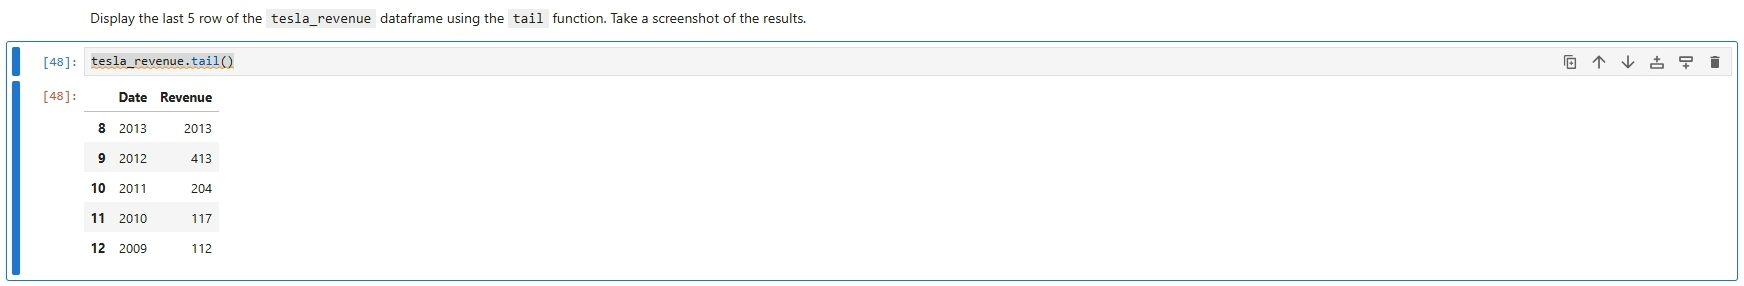 Display the last 5 row of the tesla_revenue dataframe using the tail function. Take a screenshot of the results.
[48]: tesla_revenue.tail()
[48]: Date Revenue
8 2013 2013
9 2012 413
10 2011 204
11 2010 117
12 2009 112